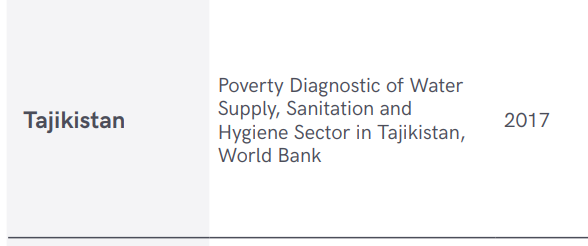 Tajikistan
Poverty Diagnostic of Water
Supply, Sanitation and
Hygiene Sector in Tajikistan,
World Bank
2017